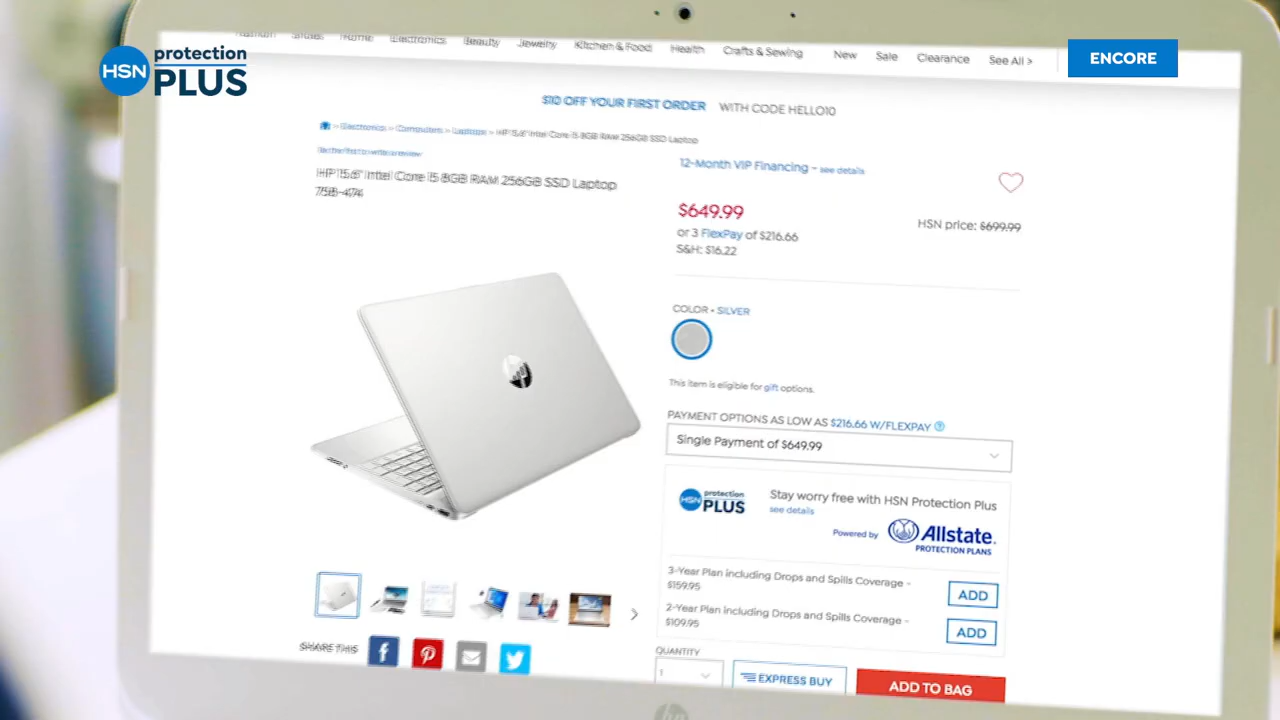 HSN protection PLUS
ENCORE
Fashion Shoes Home Electronics Beauty Jewelry Kitchen & Food Health Crafts & Sewing New Sale Clearance See All >
$10 OFF YOUR FIRST ORDER WITH CODE HELLO10
> Electronics > Computers > Laptops > HP 15.6" Intel Core i5 8GB RAM 256GB SSD Laptop
Be the first to write a review
HP 15.6" Intel Core i5 8GB RAM 256GB SSD Laptop
758-474
12-Month VIP Financing - see details
$649.99
HSN price: $699.99
or 3 FlexPay of $216.66
S&H: $16.22
COLOR • SILVER
This item is eligible for gift options.
PAYMENT OPTIONS AS LOW AS $216.66 W/FLEXPAY ?
Single Payment of $649.99
HSN protection PLUS
Stay worry free with HSN Protection Plus
see details
Powered by Allstate.
PROTECTION PLANS
3-Year Plan including Drops and Spills Coverage -
$159.95
ADD
2-Year Plan including Drops and Spills Coverage -
$109.95
ADD
SHARE THIS
QUANTITY
1
EXPRESS BUY
ADD TO BAG
hp